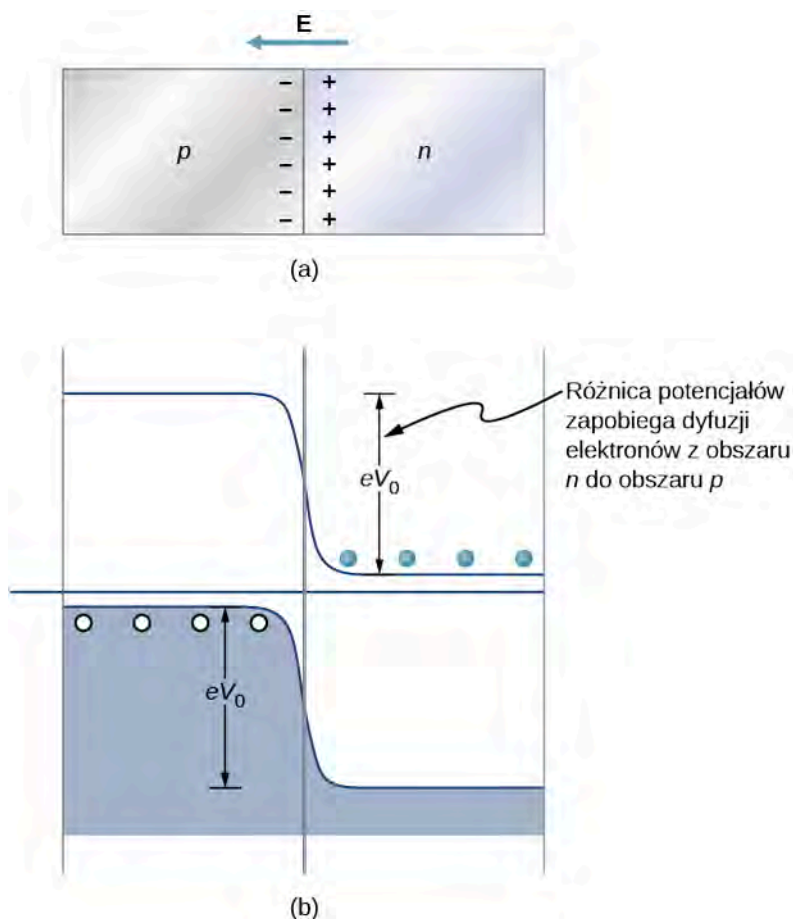 E
− +
− +
− +
p
n
− +
− +
− +
(a)
Różnica potencjałów
zapobiega dyfuzji
elektronów z obszaru
n do obszaru p
eV₀
eV₀
(b)